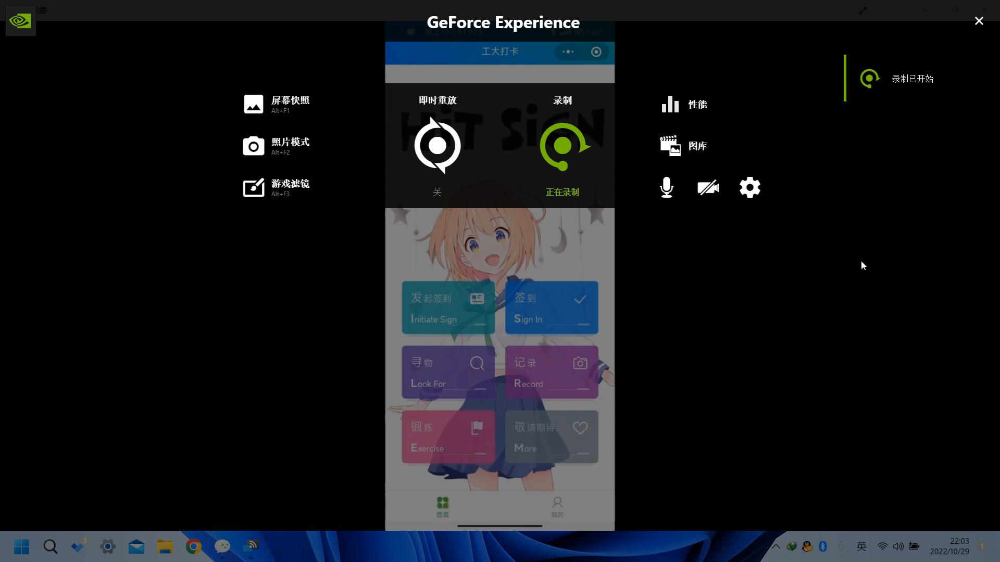 GeForce Experience
工大打卡
录制已开始
屏幕快照
Alt+F1
照片模式
Alt+F2
游戏滤镜
Alt+F3
即时重放
关
录制
正在录制
HiT SiGN
性能
图库
发起签到
Initiate Sign
签到
Sign In
寻物
Look For
记录
Record
锻炼
Exercise
敬请期待..
More
首页
我的
3
英
22:03
2022/10/29
1